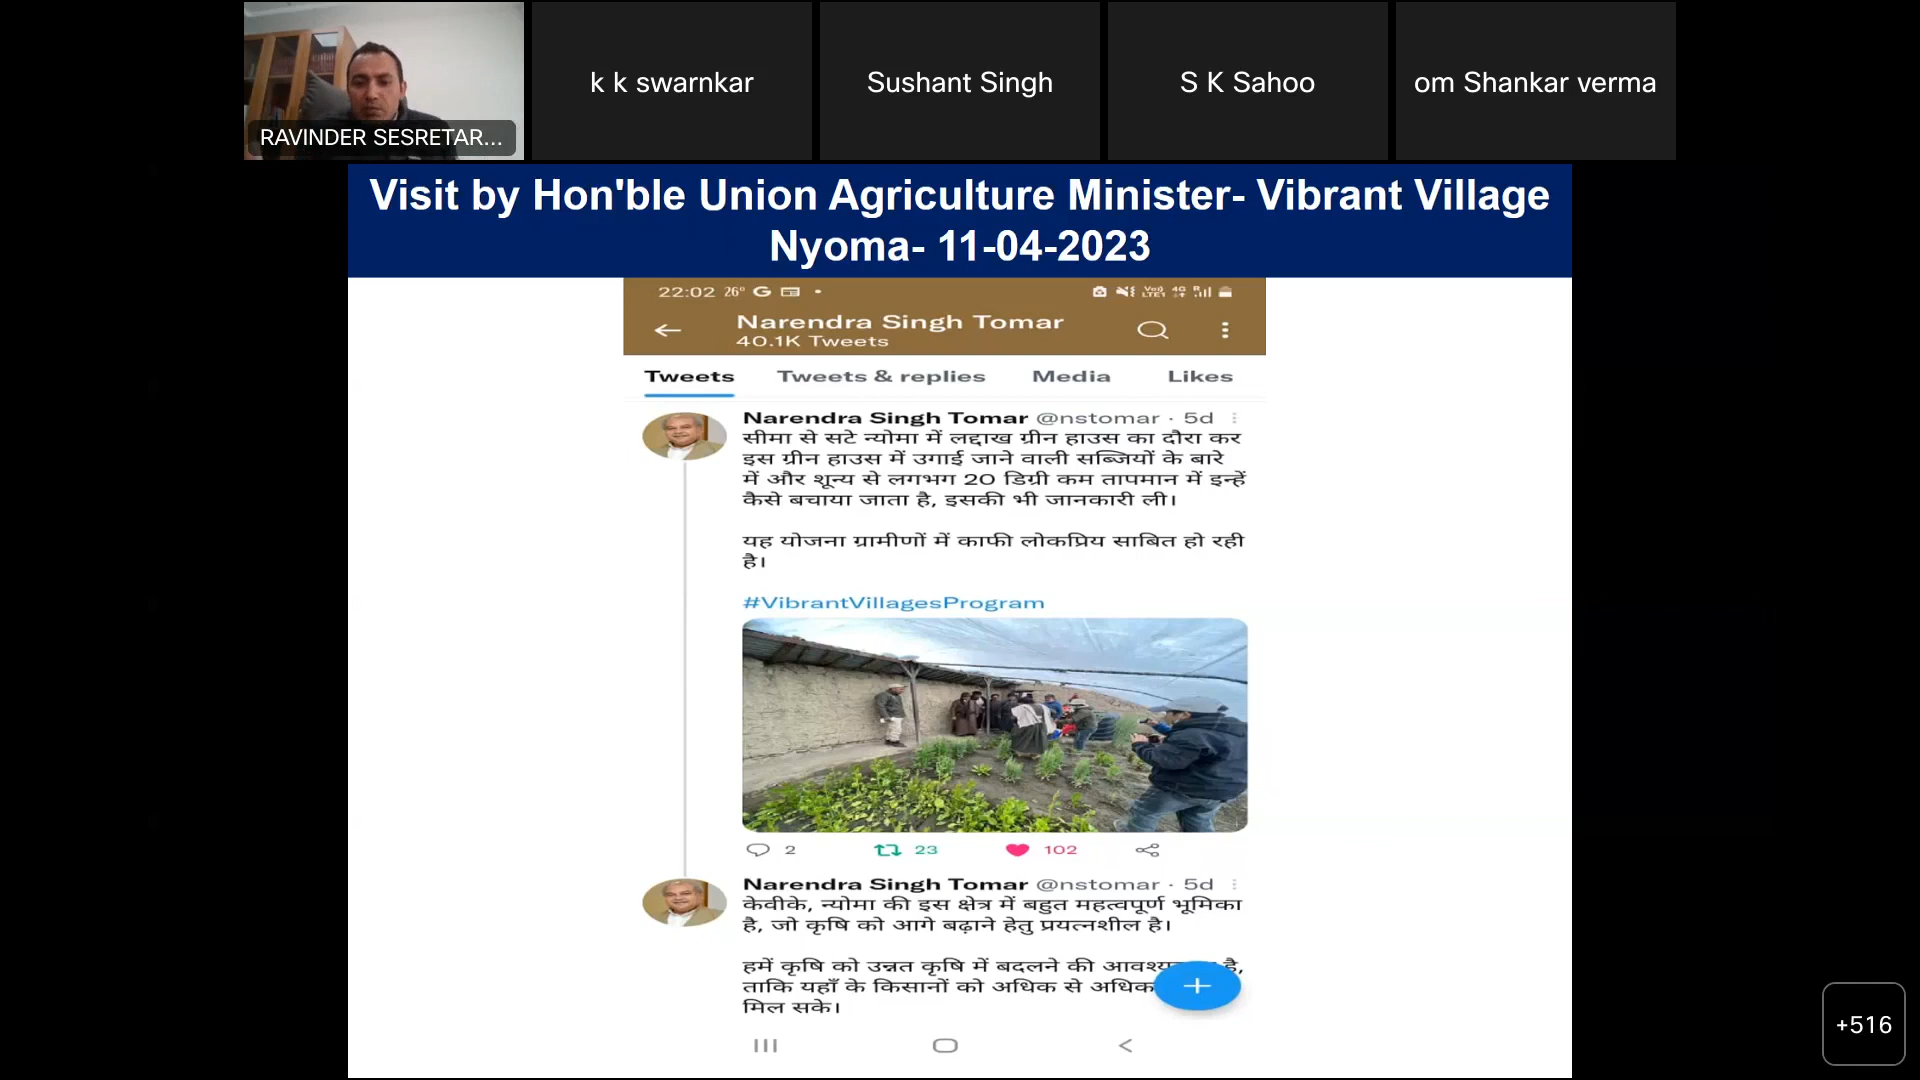 RAVINDER SESRETAR...
k k swarnkar
Sushant Singh
S K Sahoo
om Shankar verma
Visit by Hon'ble Union Agriculture Minister- Vibrant Village
Nyoma- 11-04-2023
22:02 26°
Narendra Singh Tomar
40.1K Tweets
Tweets Tweets & replies Media Likes
Narendra Singh Tomar @nstomar · 5d
सीमा से सटे न्योमा में लद्दाख ग्रीन हाउस का दौरा कर
इस ग्रीन हाउस में उगाई जाने वाली सब्जियों के बारे
में और शून्य से लगभग 20 डिग्री कम तापमान में इन्हें
कैसे बचाया जाता है, इसकी भी जानकारी ली।
यह योजना ग्रामीणों में काफी लोकप्रिय साबित हो रही
है।
#VibrantVillagesProgram
2 23 102
Narendra Singh Tomar @nstomar · 5d
केवीके, न्योमा की इस क्षेत्र में बहुत महत्वपूर्ण भूमिका
है, जो कृषि को आगे बढ़ाने हेतु प्रयत्नशील है।
हमें कृषि को उन्नत कृषि में बदलने की है,
ताकि यहाँ के किसानों को अधिक से अधिक
मिल सके।
+516